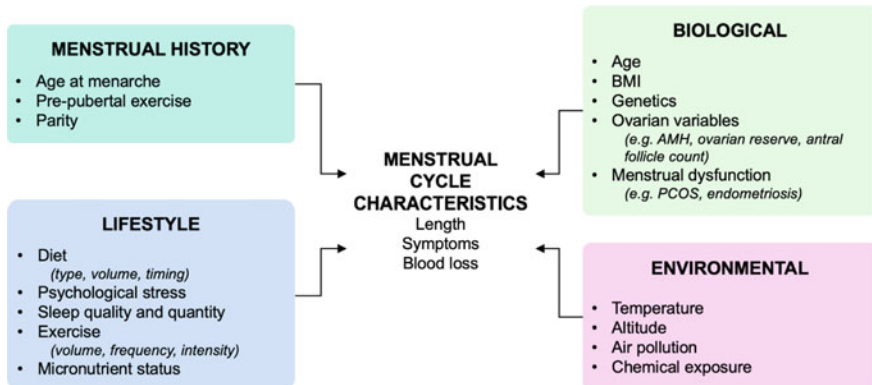 MENSTRUAL HISTORY
• Age at menarche
• Pre-pubertal exercise
• Parity
LIFESTYLE
• Diet
(type, volume, timing)
• Psychological stress
• Sleep quality and quantity
• Exercise
(volume, frequency, intensity)
• Micronutrient status
MENSTRUAL
CYCLE
CHARACTERISTICS
Length
Symptoms
Blood loss
BIOLOGICAL
• Age
• BMI
• Genetics
• Ovarian variables
(e.g. AMH, ovarian reserve, antral
follicle count)
• Menstrual dysfunction
(e.g. PCOS, endometriosis)
ENVIRONMENTAL
• Temperature
• Altitude
• Air pollution
• Chemical exposure